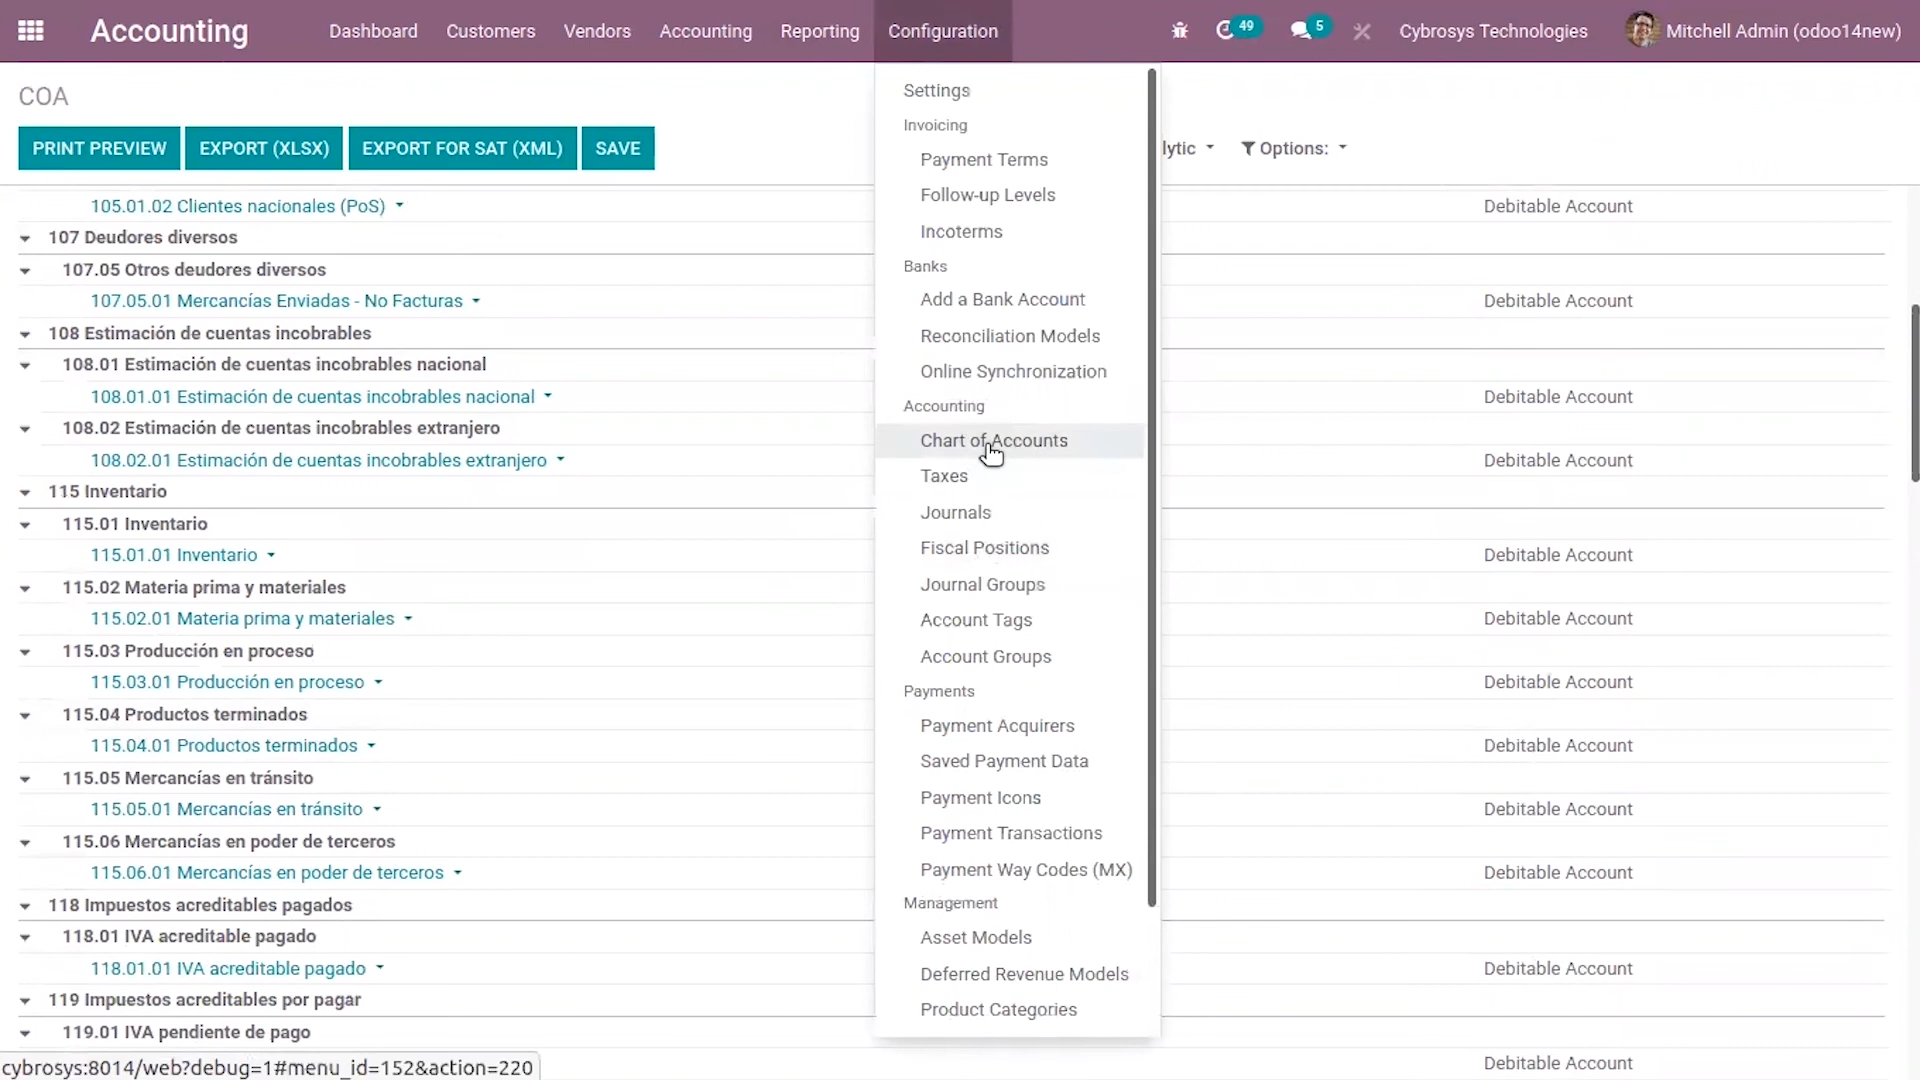 Accounting
Dashboard Customers Vendors Accounting Reporting Configuration 49 5 Cybrosys Technologies Mitchell Admin (odoo14new)
COA
PRINT PREVIEW EXPORT (XLSX) EXPORT FOR SAT (XML) SAVE
lytic Options:
105.01.02 Clientes nacionales (PoS) Debitable Account
107 Deudores diversos
107.05 Otros deudores diversos
107.05.01 Mercancías Enviadas - No Facturas Debitable Account
108 Estimación de cuentas incobrables
108.01 Estimación de cuentas incobrables nacional
108.01.01 Estimación de cuentas incobrables nacional Debitable Account
108.02 Estimación de cuentas incobrables extranjero
108.02.01 Estimación de cuentas incobrables extranjero Debitable Account
115 Inventario
115.01 Inventario
115.01.01 Inventario Debitable Account
115.02 Materia prima y materiales
115.02.01 Materia prima y materiales Debitable Account
115.03 Producción en proceso
115.03.01 Producción en proceso Debitable Account
115.04 Productos terminados
115.04.01 Productos terminados Debitable Account
115.05 Mercancías en tránsito
115.05.01 Mercancías en tránsito Debitable Account
115.06 Mercancías en poder de terceros
115.06.01 Mercancías en poder de terceros Debitable Account
118 Impuestos acreditables pagados
118.01 IVA acreditable pagado
118.01.01 IVA acreditable pagado Debitable Account
119 Impuestos acreditables por pagar
119.01 IVA pendiente de pago
Debitable Account
Settings
Invoicing
Payment Terms
Follow-up Levels
Incoterms
Banks
Add a Bank Account
Reconciliation Models
Online Synchronization
Accounting
Chart of Accounts
Taxes
Journals
Fiscal Positions
Journal Groups
Account Tags
Account Groups
Payments
Payment Acquirers
Saved Payment Data
Payment Icons
Payment Transactions
Payment Way Codes (MX)
Management
Asset Models
Deferred Revenue Models
Product Categories
cybrosys:8014/web?debug=1#menu_id=152&action=220